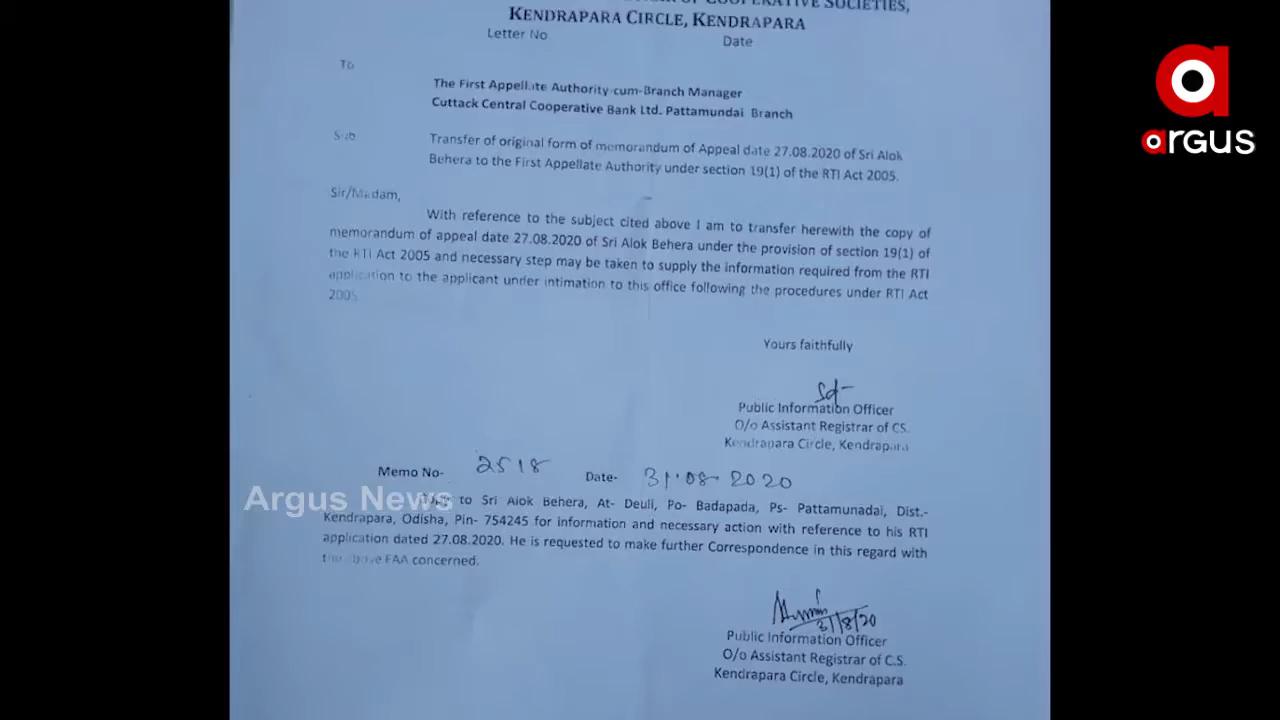 OF COOPERATIVE SOCIETIES,
KENDRAPARA CIRCLE, KENDRAPARA
Letter No Date
To
The First Appellate Authority-cum-Branch Manager
Cuttack Central Cooperative Bank Ltd. Pattamundai Branch
Sub Transfer of original form of memorandum of Appeal date 27.08.2020 of Sri Alok
Behera to the First Appellate Authority under section 19(1) of the RTI Act 2005.
Sir/Madam,
With reference to the subject cited above I am to transfer herewith the copy of
memorandum of appeal date 27.08.2020 of Sri Alok Behera under the provision of section 19(1) of
the RTI Act 2005 and necessary step may be taken to supply the information required from the RTI
application to the applicant under intimation to this office following the procedures under RTI Act
2005
Yours faithfully
Sd-
Public Information Officer
O/o Assistant Registrar of CS.
Kendrapara Circle, Kendrapara
Memo No- 2518 Date- 31.08.2020
Copy to Sri Alok Behera, At- Deuli, Po- Badapada, Ps- Pattamunadai, Dist.-
Kendrapara, Odisha, Pin- 754245 for information and necessary action with reference to his RTI
application dated 27.08.2020. He is requested to make further Correspondence in this regard with
the above FAA concerned.
31/8/20
Public Information Officer
O/o Assistant Registrar of C.S.
Kendrapara Circle, Kendrapara
Argus News
argus